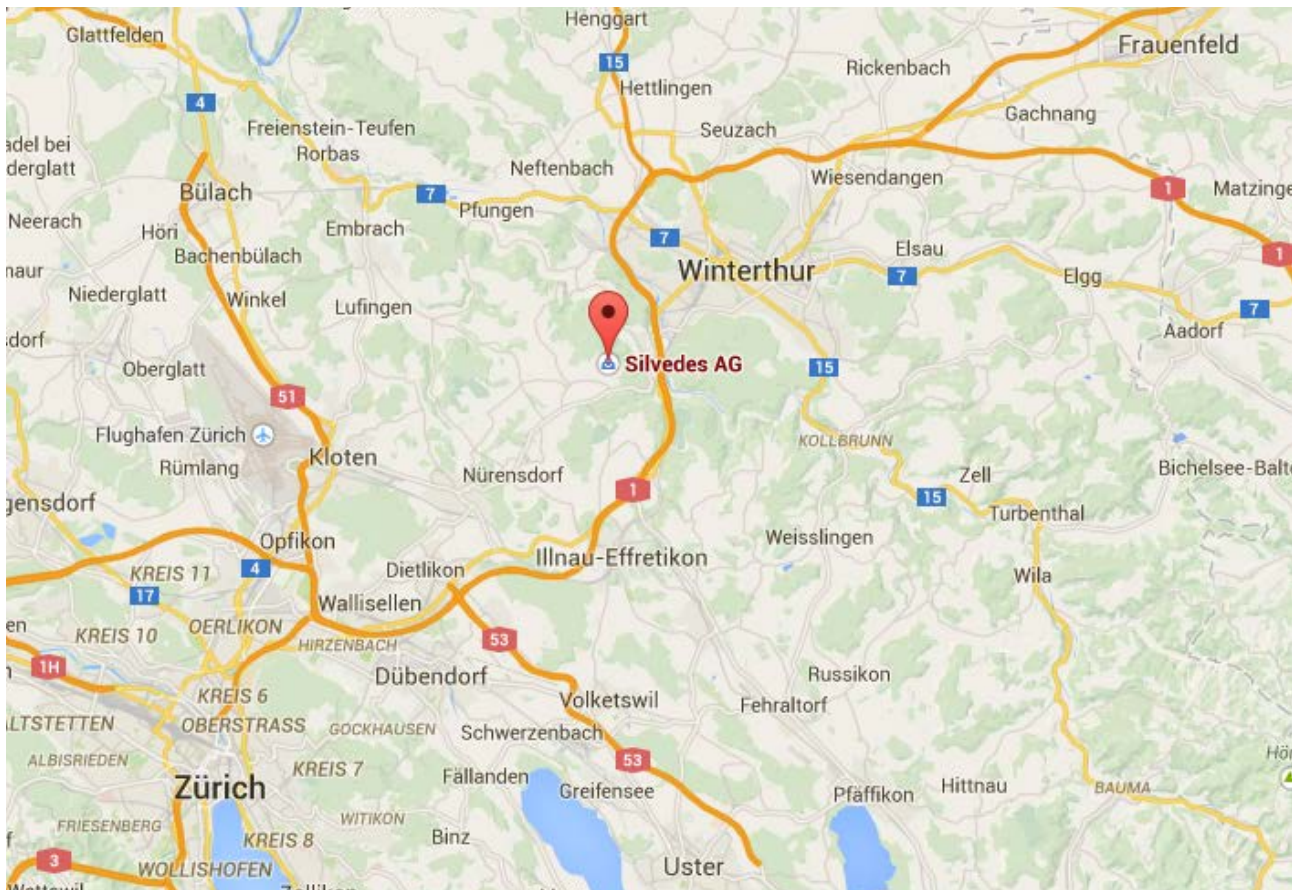 Henggart
Glattfelden
Frauenfeld
15
Rickenbach
4
Hettlingen
Gachnang
Freienstein-Teufen
Rorbas
Seuzach
adel bei
derglatt
Neftenbach
Bülach
7
Wiesendangen
1
Matzinge
Pfungen
Neerach
Höri
Embrach
7
Elsau
1
Bachenbülach
naur
Winterthur
7
Elgg
Niederglatt
Winkel
Lufingen
7
Aadorf
sdorf
Oberglatt
Silvedes AG
15
51
Flughafen Zürich
KOLLBRUNN
Rümlang
Kloten
Nürensdorf
Zell
Bichelsee-Balte
1
15
gensdorf
Turbenthal
Opfikon
Weisslingen
Illnau-Effretikon
KREIS 11
4
Dietlikon
Wila
17
Wallisellen
en
KREIS 10
OERLIKON
HIRZENBACH
53
1H
Dübendorf
Russikon
KREIS 6
Volketswil
Fehraltorf
ALTSTETTEN
OBERSTRASS
GOCKHAUSEN
Schwerzenbach
ALBISRIEDEN
KREIS 7
53
Hör
Zürich
Fällanden
Greifensee
Hittnau
BAUMA
Pfäffikon
FRIESENBERG
KREIS 8
WITIKON
Binz
3
WOLLISHOFEN
Uster